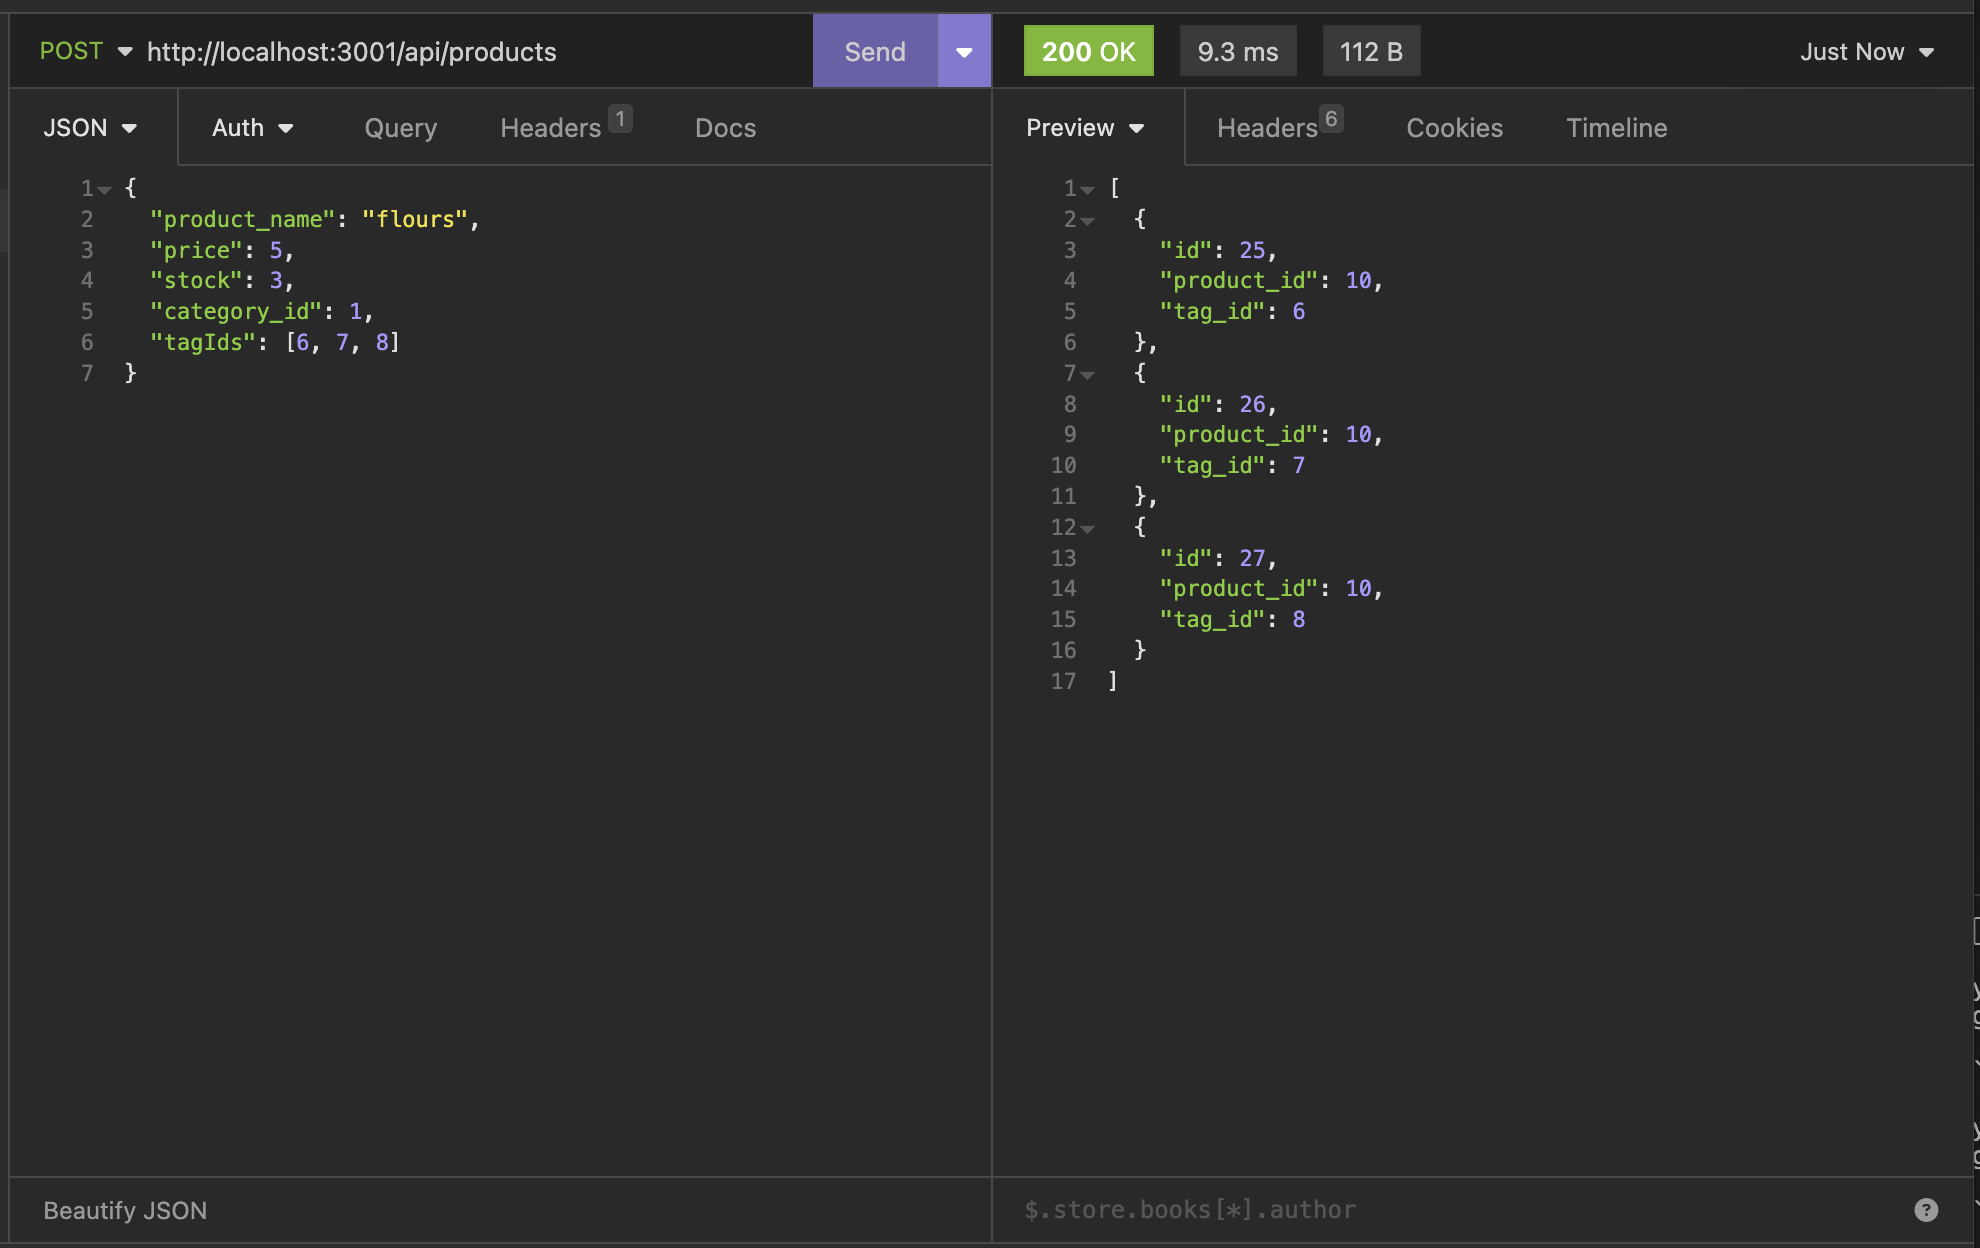 POST http://localhost:3001/api/products Send
JSON Auth Query Headers 1 Docs
1 {
2 "product_name": "flours",
3 "price": 5,
4 "stock": 3,
5 "category_id": 1,
6 "tagIds": [6, 7, 8]
7 }
Beautify JSON
200 OK 9.3 ms 112 B Just Now
Preview Headers 6 Cookies Timeline
1 [
2 {
3 "id": 25,
4 "product_id": 10,
5 "tag_id": 6
6 },
7 {
8 "id": 26,
9 "product_id": 10,
10 "tag_id": 7
11 },
12 {
13 "id": 27,
14 "product_id": 10,
15 "tag_id": 8
16 }
17 ]
$.store.books[*].author ?